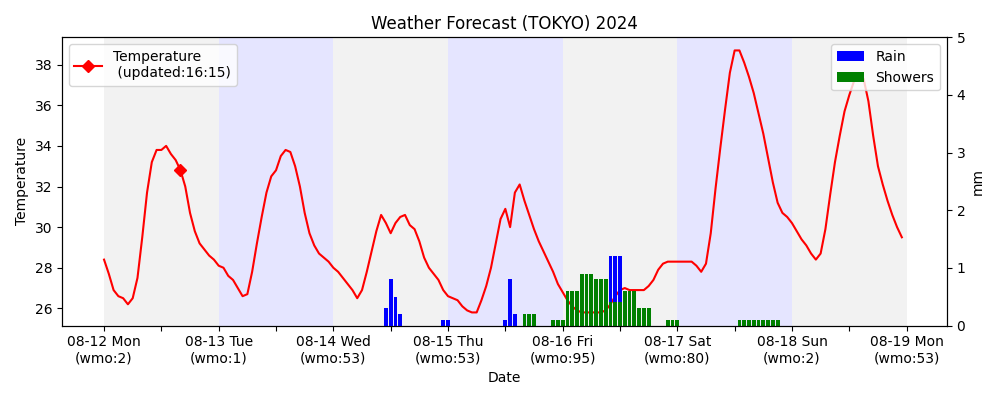 Weather Forecast (TOKYO) 2024
Temperature
(updated:16:15)
Rain
Showers
Temperature
38
36
34
32
30
28
26
5
4
3
2
1
0
mm
08-12 Mon
(wmo:2)
08-13 Tue
(wmo:1)
08-14 Wed
(wmo:53)
08-15 Thu
(wmo:53)
08-16 Fri
(wmo:95)
08-17 Sat
(wmo:80)
08-18 Sun
(wmo:2)
08-19 Mon
(wmo:53)
Date